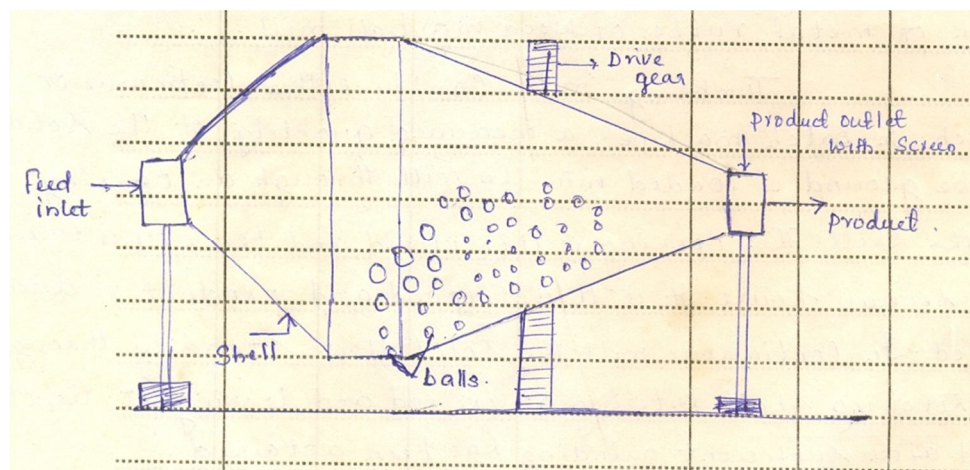 Drive
gear
Product outlet
with Screen
Feed
inlet
Product.
Shell
balls.